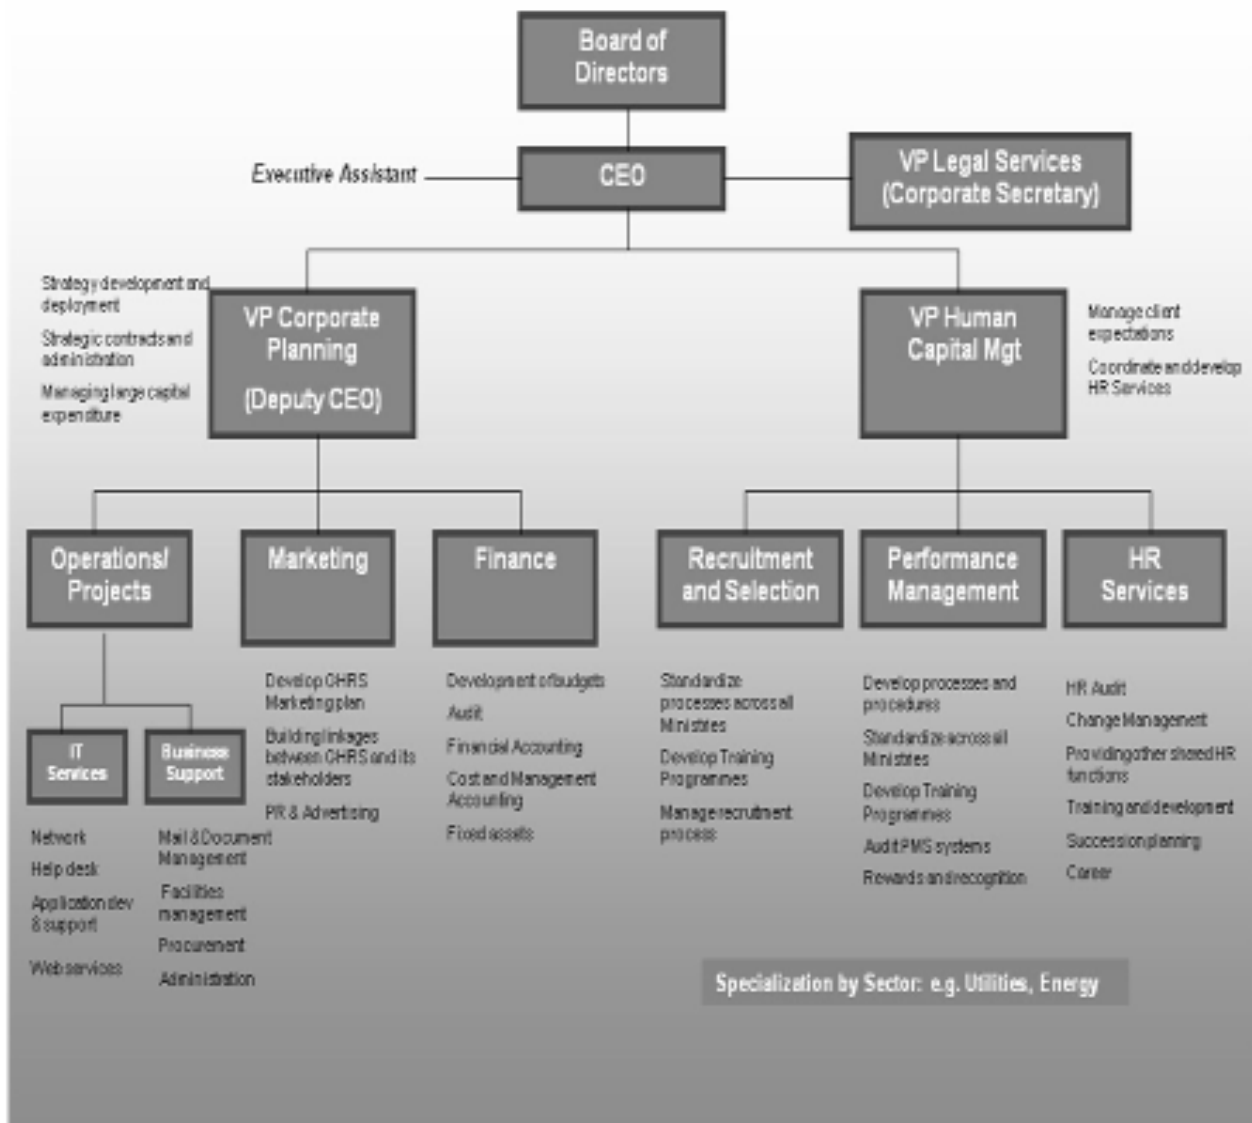 Board of
Directors
Executive Assistant
CEO
VP Legal Services
(Corporate Secretary)
Strategy development and
deployment
Strategic contracts and
administration
Managing large capital
expenditure
VP Corporate
Planning
(Deputy CEO)
VP Human
Capital Mgt
Manage client
expectations
Coordinate and develop
HR Services
Operations/
Projects
Marketing
Finance
Recruitment
and Selection
Performance
Management
HR
Services
IT
Services
Business
Support
Network
Help desk
Application dev
& support
Web services
Mail & Document
Management
Facilities
management
Procurement
Administration
Develop GHRS
Marketing plan
Building linkages
between GHRS and its
stakeholders
PR & Advertising
Development of budgets
Audit
Financial Accounting
Cost and Management
Accounting
Fixed assets
Standardize
processes across all
Ministries
Develop Training
Programmes
Manage recruitment
process
Develop processes and
procedures
Standardize across all
Ministries
Develop Training
Programmes
Audit PMS systems
Rewards and recognition
HR Audit
Change Management
Providing other shared HR
functions
Training and development
Succession planning
Career
Specialization by Sector: e.g. Utilities, Energy